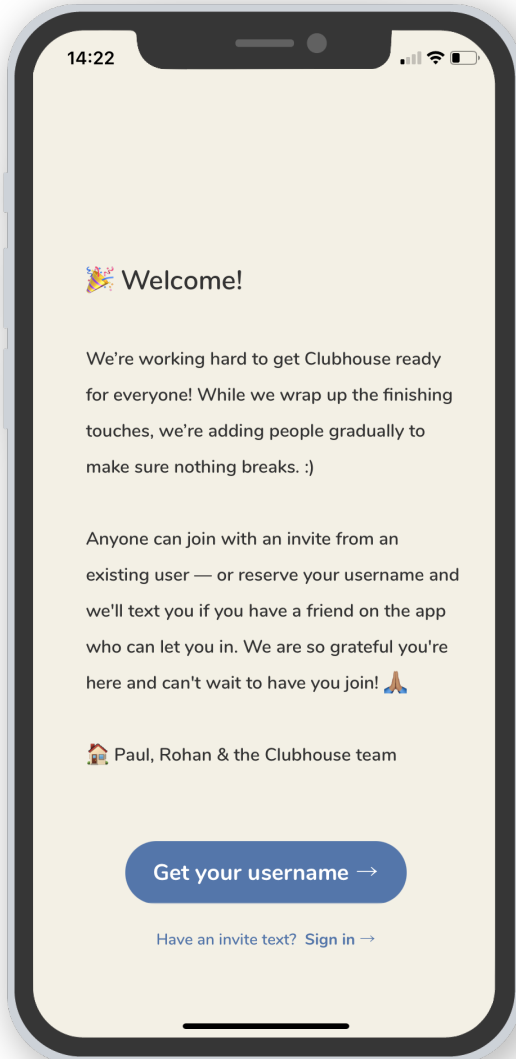 14:22
🎉 Welcome!
We’re working hard to get Clubhouse ready
for everyone! While we wrap up the finishing
touches, we’re adding people gradually to
make sure nothing breaks. :)
Anyone can join with an invite from an
existing user — or reserve your username and
we'll text you if you have a friend on the app
who can let you in. We are so grateful you're
here and can't wait to have you join! 🙏🏽
🏠 Paul, Rohan & the Clubhouse team
Get your username →
Have an invite text? Sign in →